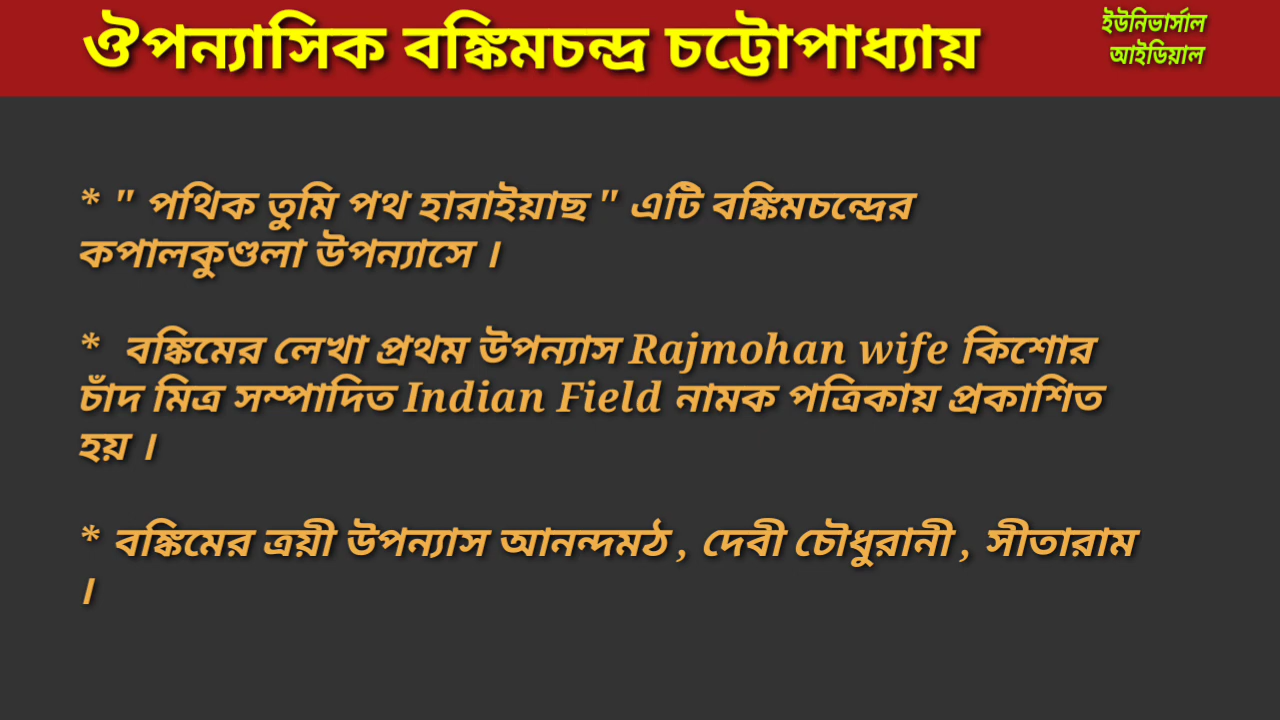 ঔপন্যাসিক বঙ্কিমচন্দ্র চট্টোপাধ্যায়
ইউনিভার্সাল
আইডিয়াল
* " পথিক তুমি পথ হারাইয়াছ " এটি বঙ্কিমচন্দ্রের
কপালকুণ্ডলা উপন্যাসে ।
* বঙ্কিমের লেখা প্রথম উপন্যাস Rajmohan wife কিশোর
চাঁদ মিত্র সম্পাদিত Indian Field নামক পত্রিকায় প্রকাশিত
হয় ।
* বঙ্কিমের ত্রয়ী উপন্যাস আনন্দমঠ , দেবী চৌধুরানী , সীতারাম
।